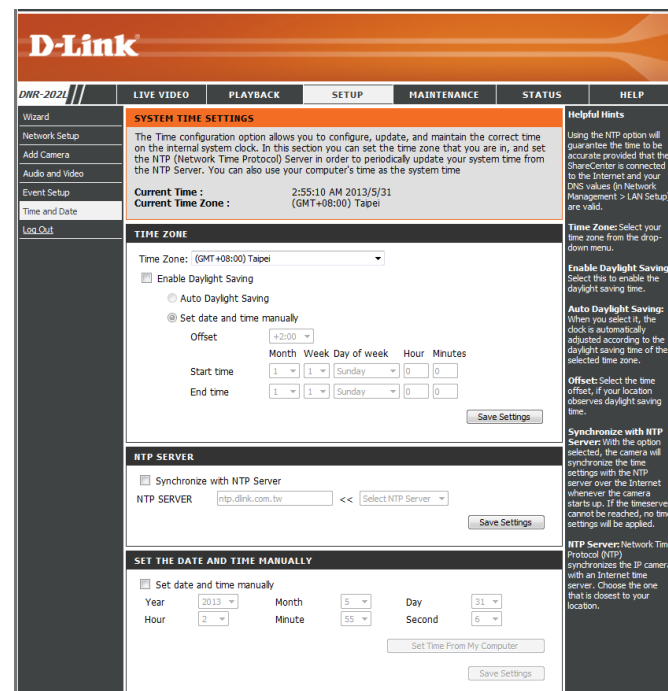 D-Link
DNR-202L
LIVE VIDEO
PLAYBACK
SETUP
MAINTENANCE
STATUS
HELP
Wizard
Network Setup
Add Camera
Audio and Video
Event Setup
Time and Date
Log Out
SYSTEM TIME SETTINGS
The Time configuration option allows you to configure, update, and maintain the correct time
on the internal system clock. In this section you can set the time zone that you are in, and set
the NTP (Network Time Protocol) Server in order to periodically update your system time from
the NTP Server. You can also use your computer's time as the system time
Current Time : 2:55:10 AM 2013/5/31
Current Time Zone : (GMT+08:00) Taipei
TIME ZONE
Time Zone: (GMT+08:00) Taipei
Enable Daylight Saving
Auto Daylight Saving
Set date and time manually
Offset +2:00
Month Week Day of week Hour Minutes
Start time 1 1 Sunday 0 0
End time 1 1 Sunday 0 0
Save Settings
NTP SERVER
Synchronize with NTP Server
NTP SERVER ntp.dlink.com.tw << Select NTP Server
Save Settings
SET THE DATE AND TIME MANUALLY
Set date and time manually
Year 2013 Month 5 Day 31
Hour 2 Minute 55 Second 6
Set Time From My Computer
Save Settings
Helpful Hints
Using the NTP option will
guarantee the time to be
accurate provided that the
ShareCenter is connected
to the Internet and your
DNS values (in Network
Management > LAN Setup)
are valid.
Time Zone: Select your
time zone from the drop-
down menu.
Enable Daylight Saving
Select this to enable the
daylight saving time.
Auto Daylight Saving:
When you select it, the
clock is automatically
adjusted according to the
daylight saving time of the
selected time zone.
Offset: Select the time
offset, if your location
observes daylight saving
time.
Synchronize with NTP
Server: With the option
selected, the camera will
synchronize the time
settings with the NTP
server over the Internet
whenever the camera
starts up. If the timeserve
cannot be reached, no time
settings will be applied.
NTP Server: Network Tim
Protocol (NTP)
synchronizes the IP camera
with an Internet time
server. Choose the one
that is closest to your
location.